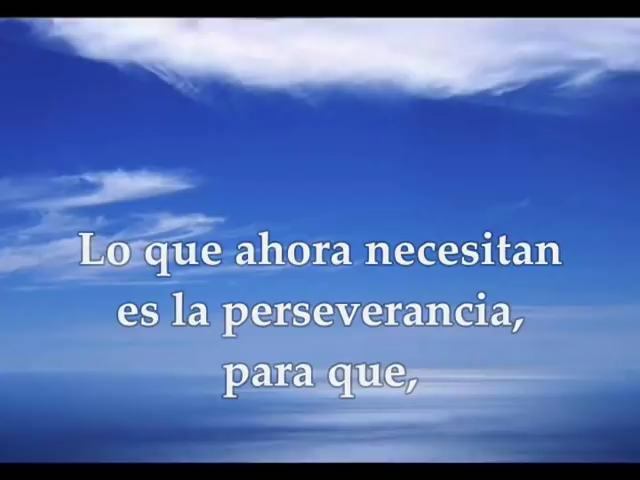 Lo que ahora necesitan
es la perseverancia,
para que,